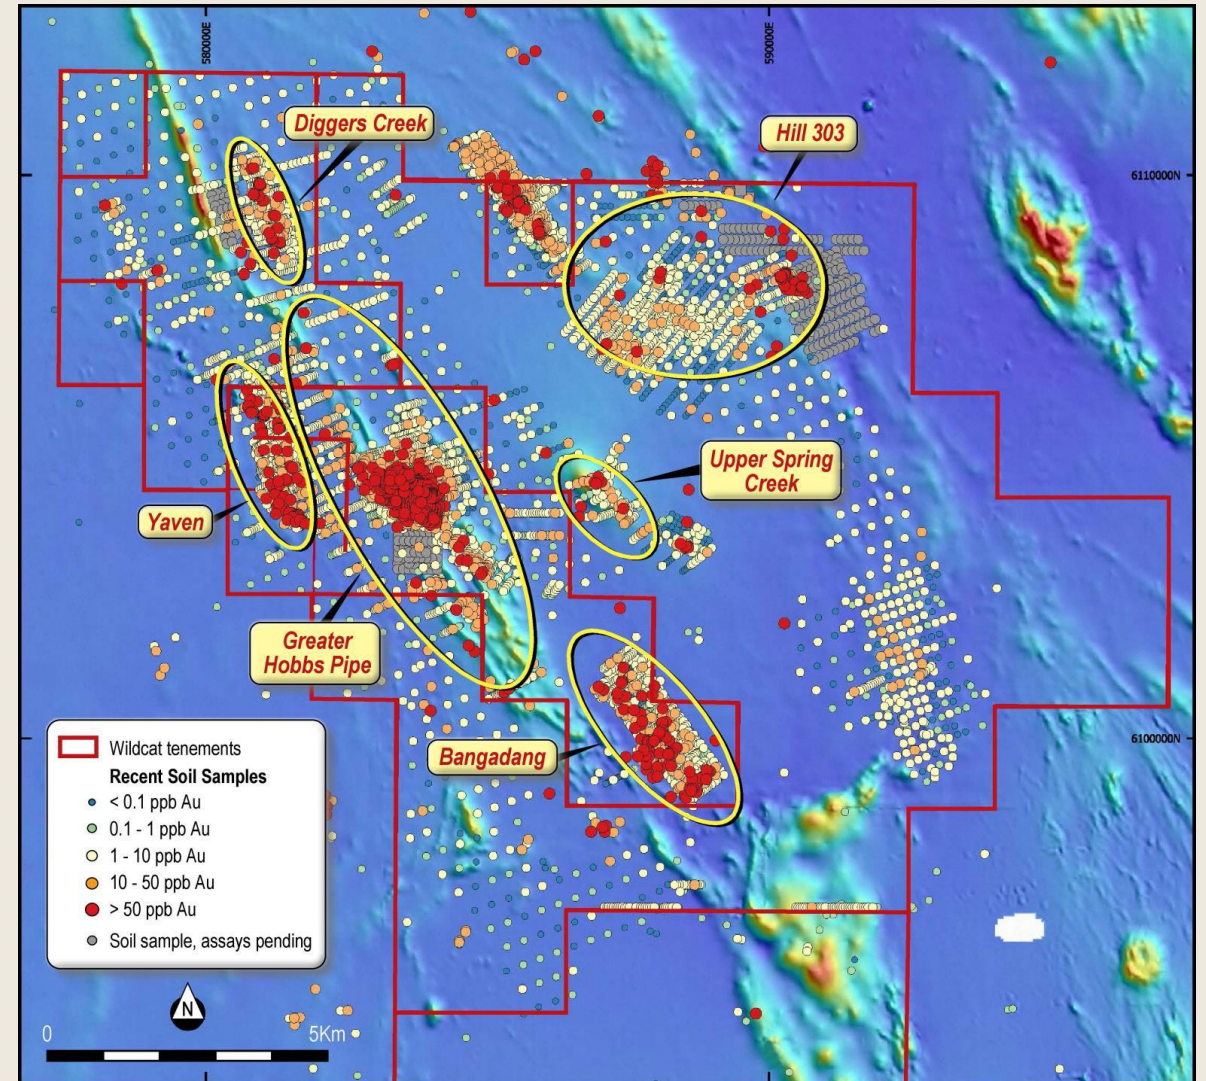 580000E
590000E
Diggers Creek
Hill 303
6110000N
Upper Spring
Creek
Yaven
Greater
Hobbs Pipe
Bangadang
6100000N
Wildcat tenements
Recent Soil Samples
< 0.1 ppb Au
0.1 - 1 ppb Au
1 - 10 ppb Au
10 - 50 ppb Au
> 50 ppb Au
Soil sample, assays pending
N
0
5Km